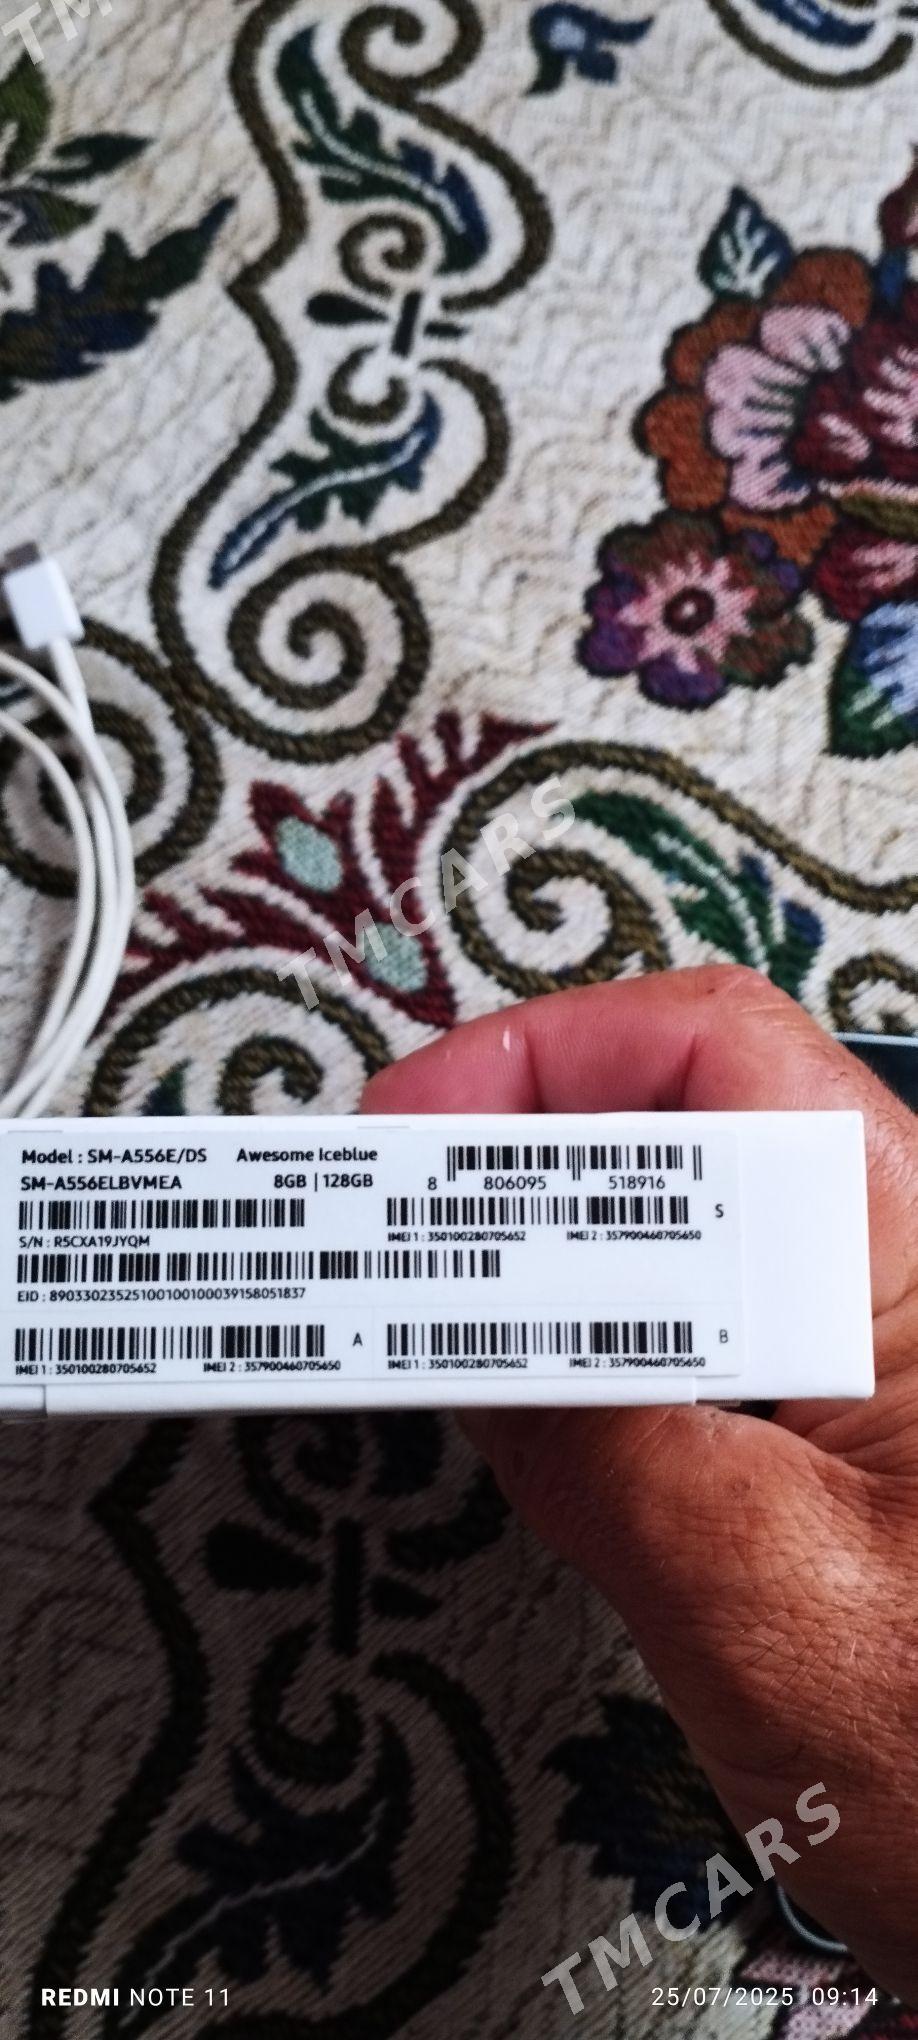 TM
TMCARS
Model : SM-A556E/DS Awesome Iceblue
SM-A556ELBVMEA 8GB | 128GB
8 806095 518916
S/N : R5CXA19JYQM
IMEI 1 : 350100280705652 IMEI 2 : 357900460705650 S
EID : 89033023525100100100039158051837
IMEI 1 : 350100280705652 IMEI 2 : 357900460705650 A
IMEI 1 : 350100280705652 IMEI 2 : 357900460705650 B
TMCARS
REDMI NOTE 11 25/07/2025 09:14